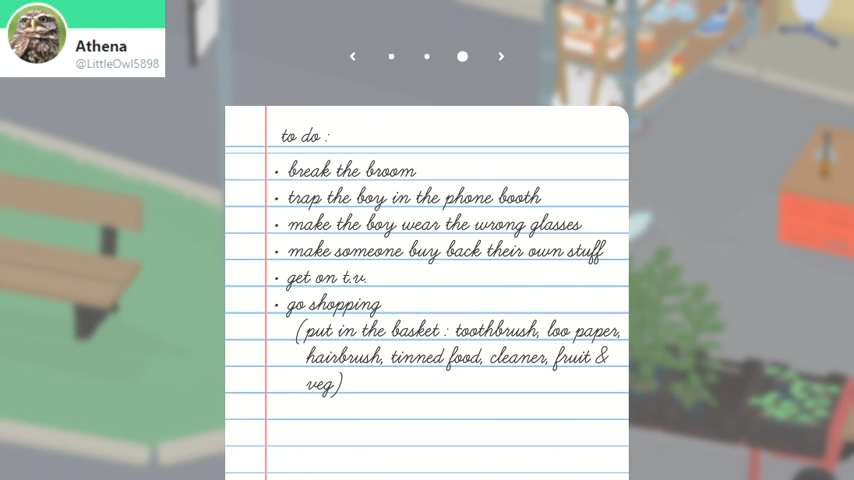 Athena
@LittleOwl5898
to do :
• break the broom
• trap the boy in the phone booth
• make the boy wear the wrong glasses
• make someone buy back their own stuff
• get on t.v.
• go shopping
(put in the basket : toothbrush, loo paper,
hairbrush, tinned food, cleaner, fruit &
veg)